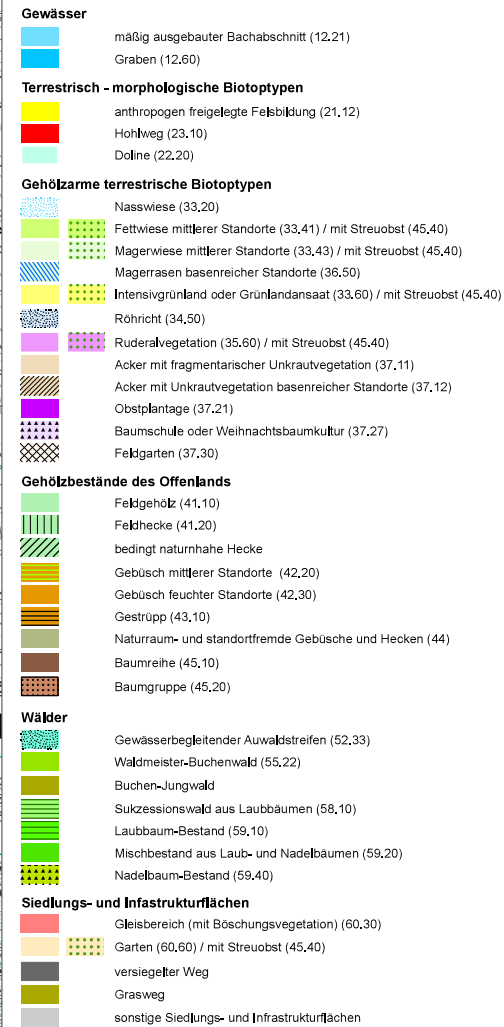 Gewässer
mäßig ausgebauter Bachabschnitt (12.21)
Graben (12.60)
Terrestrisch - morphologische Biotoptypen
anthropogen freigelegte Felsbildung (21.12)
Hohlweg (23.10)
Doline (22.20)
Gehölzarme terrestrische Biotoptypen
Nasswiese (33.20)
Fettwiese mittlerer Standorte (33.41) / mit Streuobst (45.40)
Magerwiese mittlerer Standorte (33.43) / mit Streuobst (45.40)
Magerrasen basenreicher Standorte (36.50)
Intensivgrünland oder Grünlandansaat (33.60) / mit Streuobst (45.40)
Röhricht (34.50)
Ruderalvegetation (35.60) / mit Streuobst (45.40)
Acker mit fragmentarischer Unkrautvegetation (37.11)
Acker mit Unkrautvegetation basenreicher Standorte (37.12)
Obstplantage (37.21)
Baumschule oder Weihnachtsbaumkultur (37.27)
Feldgarten (37.30)
Gehölzbestände des Offenlands
Feldgehölz (41.10)
Feldhecke (41.20)
bedingt naturnhahe Hecke
Gebüsch mittlerer Standorte (42.20)
Gebüsch feuchter Standorte (42.30)
Gestrüpp (43.10)
Naturraum- und standortfremde Gebüsche und Hecken (44)
Baumreihe (45.10)
Baumgruppe (45.20)
Wälder
Gewässerbegleitender Auwaldstreifen (52.33)
Waldmeister-Buchenwald (55.22)
Buchen-Jungwald
Sukzessionswald aus Laubbäumen (58.10)
Laubbaum-Bestand (59.10)
Mischbestand aus Laub- und Nadelbäumen (59.20)
Nadelbaum-Bestand (59.40)
Siedlungs- und Infastrukturflächen
Gleisbereich (mit Böschungsvegetation) (60.30)
Garten (60.60) / mit Streuobst (45.40)
versiegelter Weg
Grasweg
sonstige Siedlungs- und Infrastrukturflächen